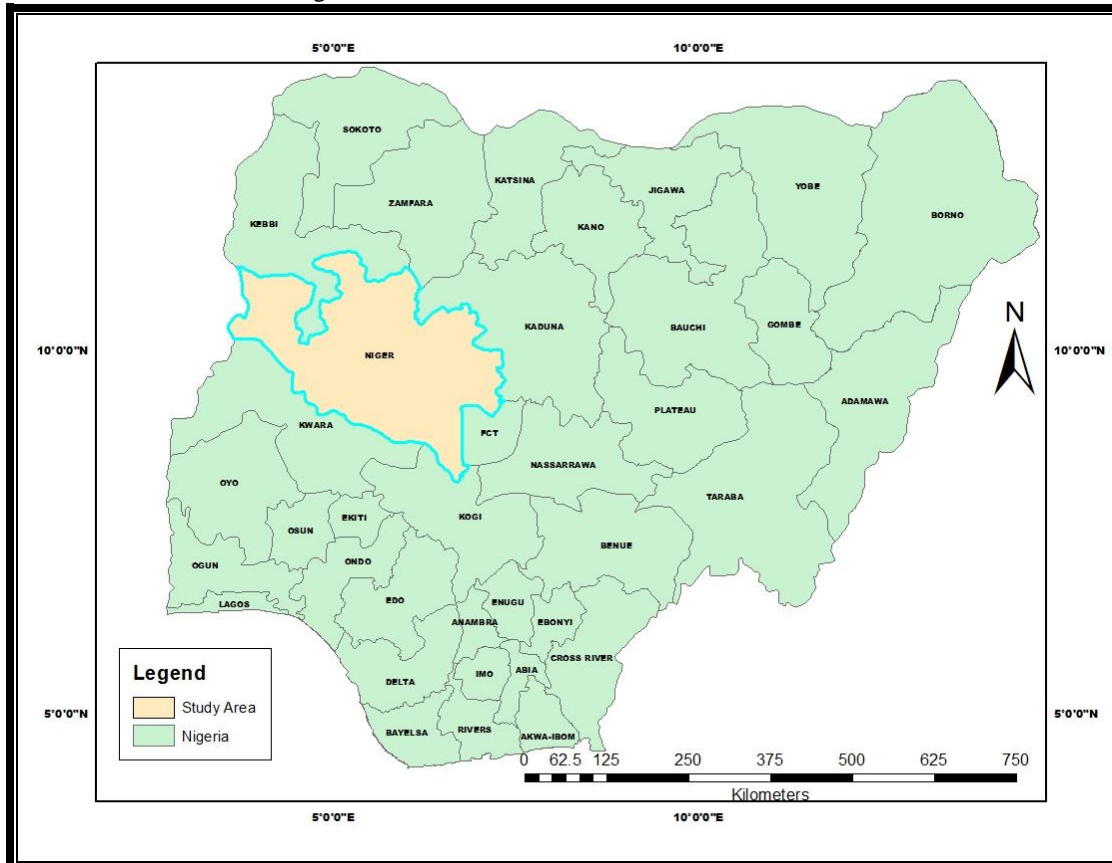 5°0'0"E 10°0'0"E
SOKOTO
KATSINA
JIGAWA
YOBE
ZAMFARA
BORNO
KEBBI
KANO
N
KADUNA
BAUCHI
GOMBE
10°0'0"N 10°0'0"N
NIGER
ADAMAWA
PLATEAU
KWARA
FCT
NASSARRAWA
OYO
TARABA
KOGI
EKITI
OSUN
BENUE
ONDO
OGUN
EDO
ENUGU
LAGOS
ANAMBRA
EBONYI
CROSS RIVER
Legend
IMO
ABIA
DELTA
Study Area
5°0'0"N 5°0'0"N
Nigeria
BAYELSA
RIVERS
AKWA-IBOM
0 62.5 125 250 375 500 625 750
Kilometers
5°0'0"E 10°0'0"E